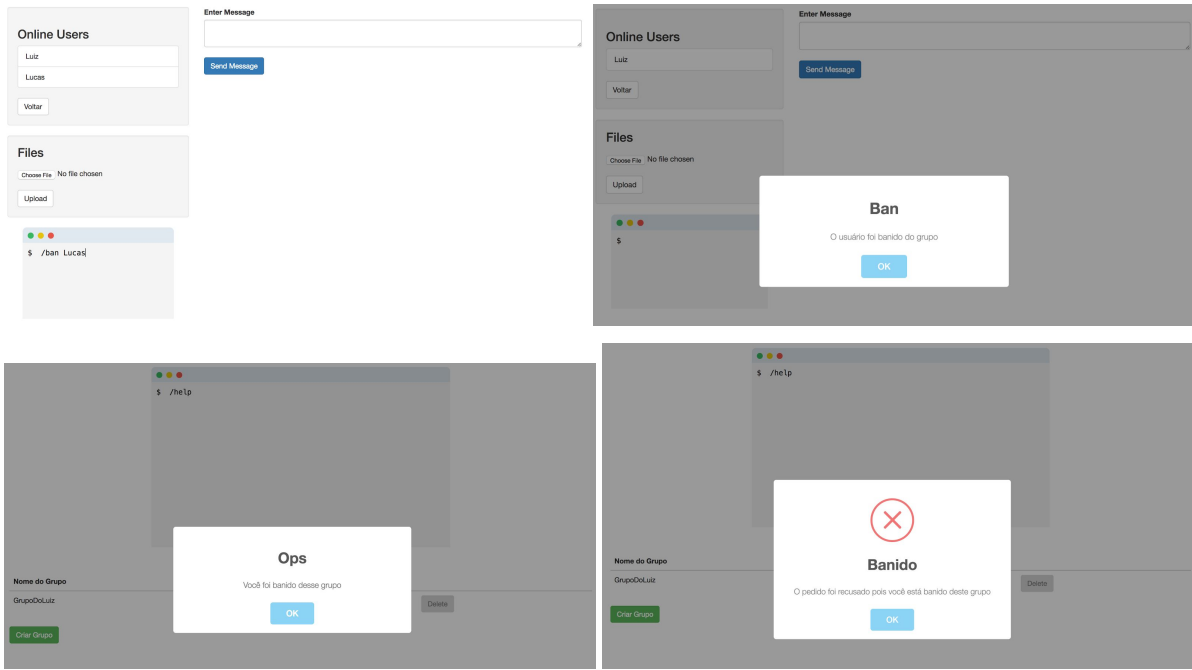 Enter Message
Online Users
Luiz
Lucas
Send Message
Voltar
Files
Choose File No file chosen
Upload
$ /ban Lucas
Enter Message
Online Users
Luiz
Send Message
Voltar
Files
Choose File No file chosen
Upload
$
Ban
O usuário foi banido do grupo
OK
$ /help
Ops
Você foi banido desse grupo
OK
Nome do Grupo
GrupoDoLuiz
Delete
Criar Grupo
$ /help
Banido
O pedido foi recusado pois você está banido deste grupo
OK
Nome do Grupo
GrupoDoLuiz
Delete
Criar Grupo